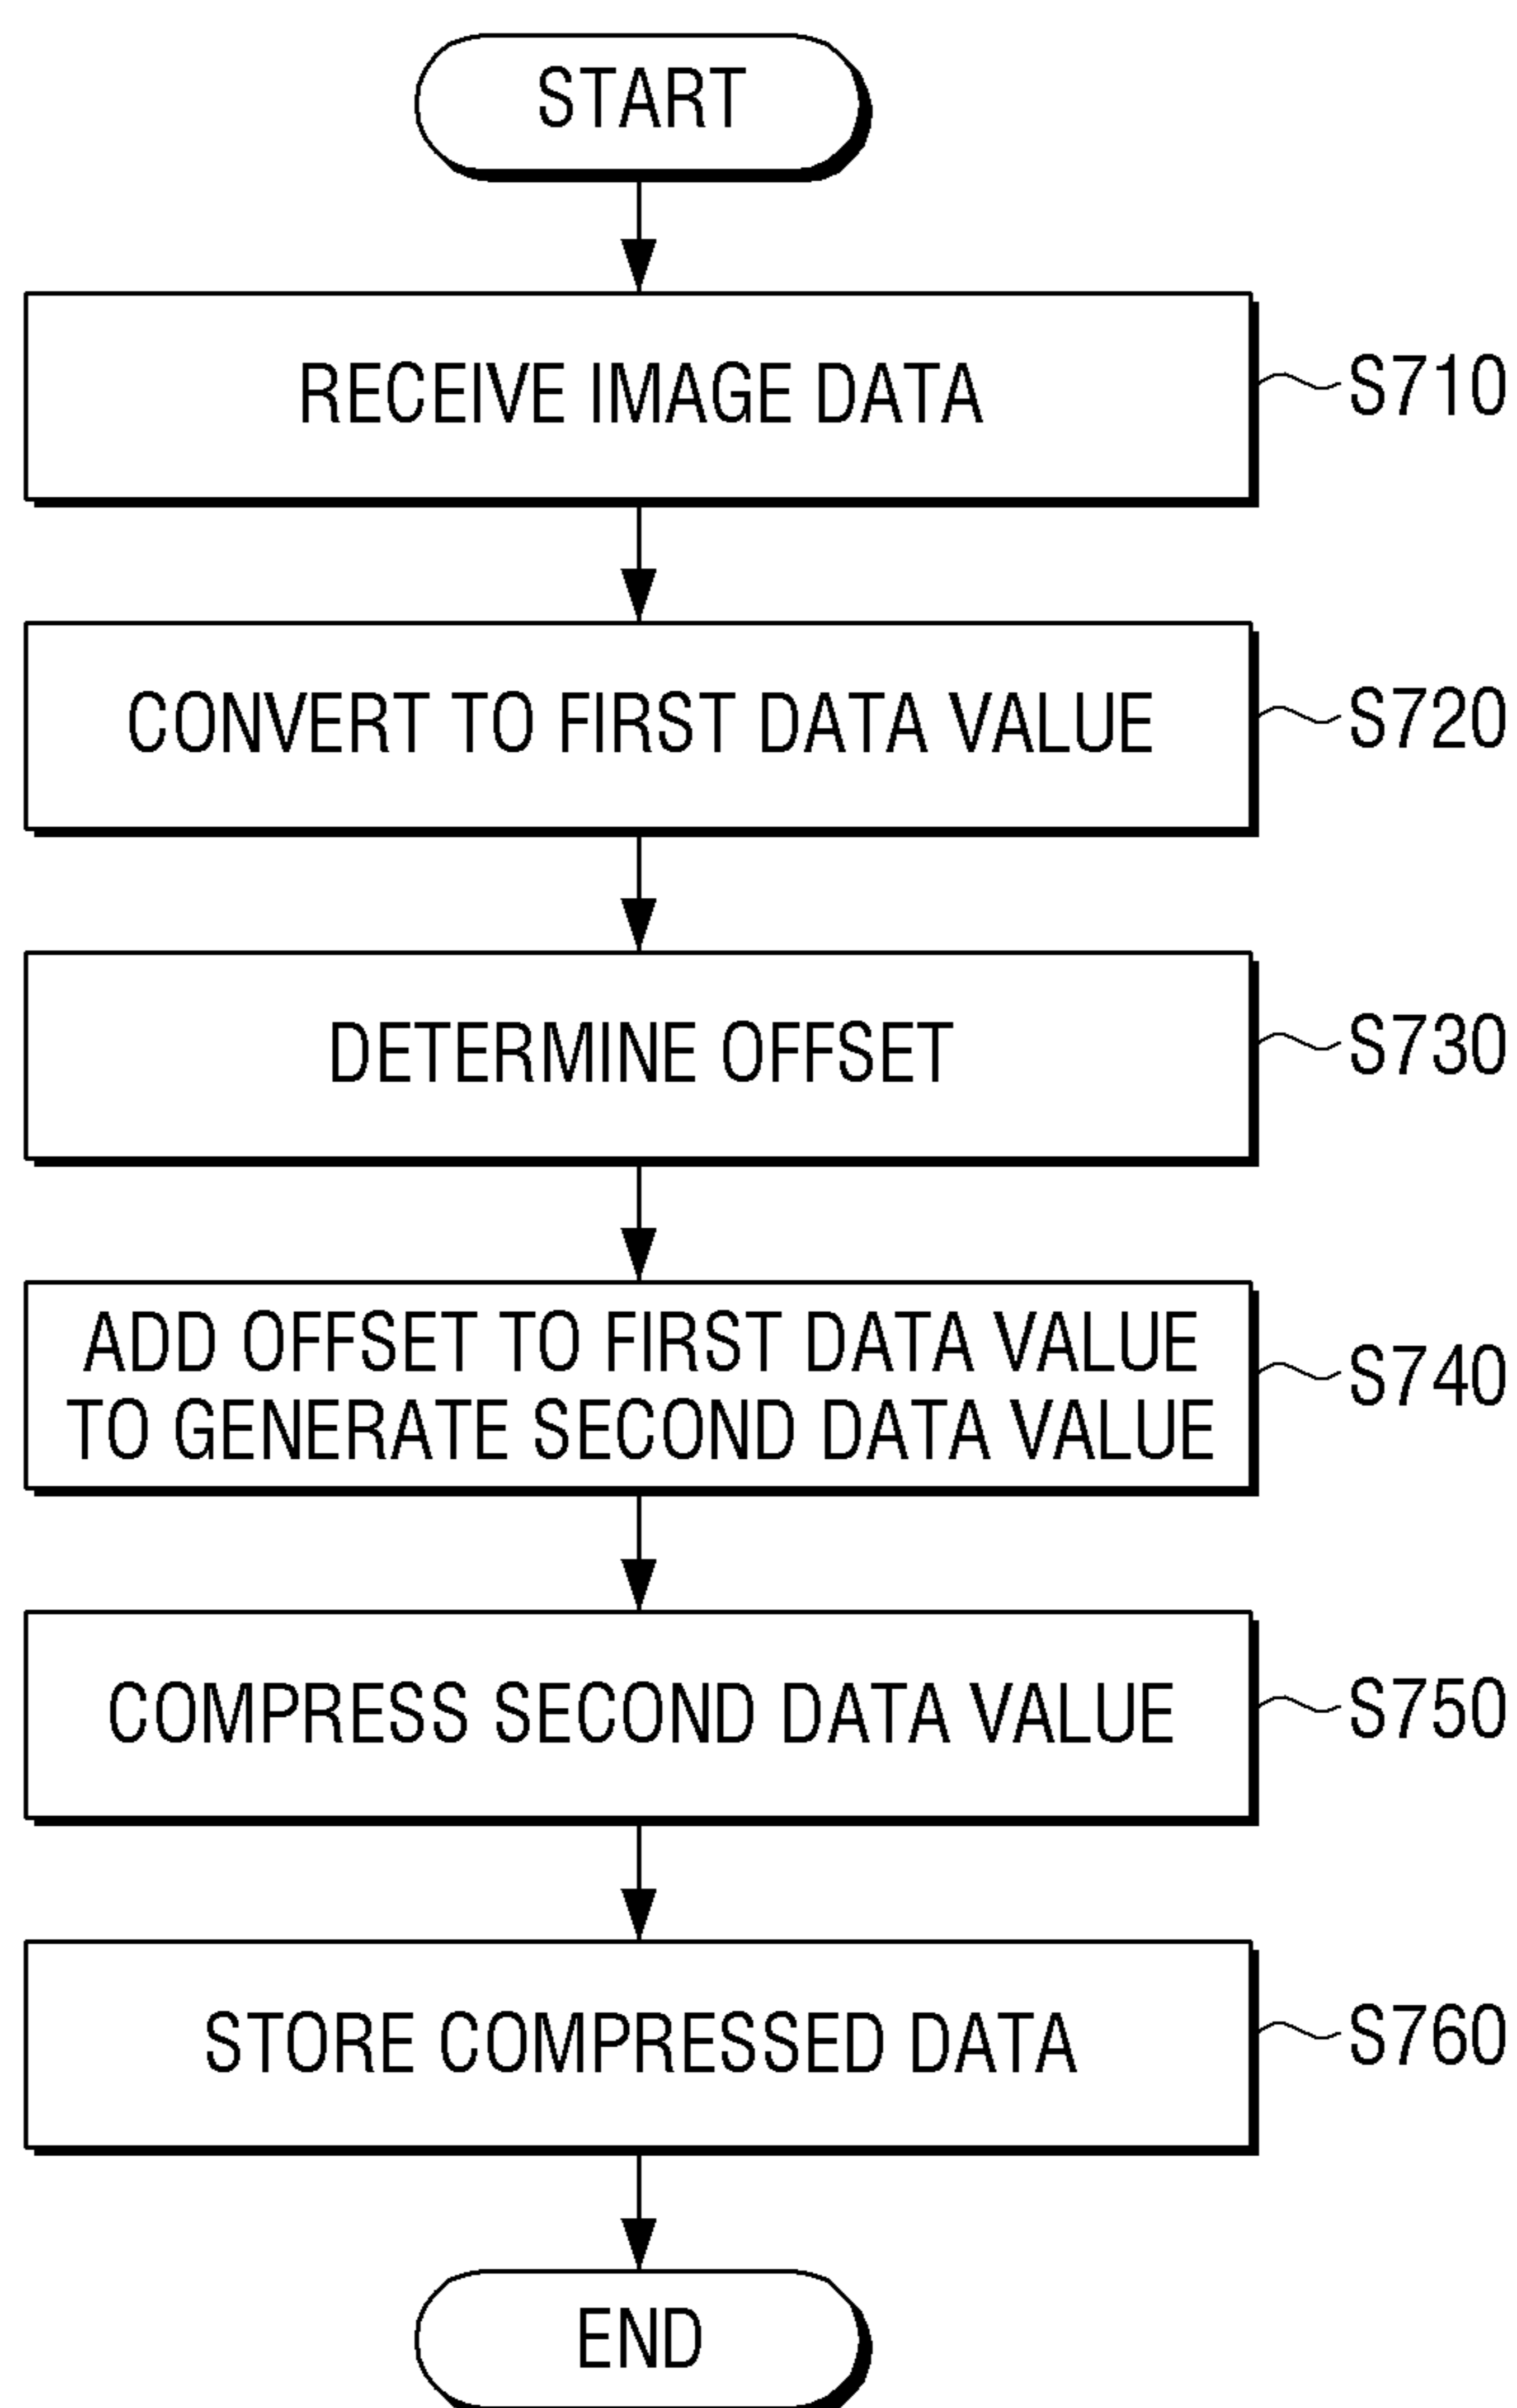 START
RECEIVE IMAGE DATA
S710
CONVERT TO FIRST DATA VALUE
S720
DETERMINE OFFSET
S730
ADD OFFSET TO FIRST DATA VALUE
TO GENERATE SECOND DATA VALUE
S740
COMPRESS SECOND DATA VALUE
S750
STORE COMPRESSED DATA
S760
END